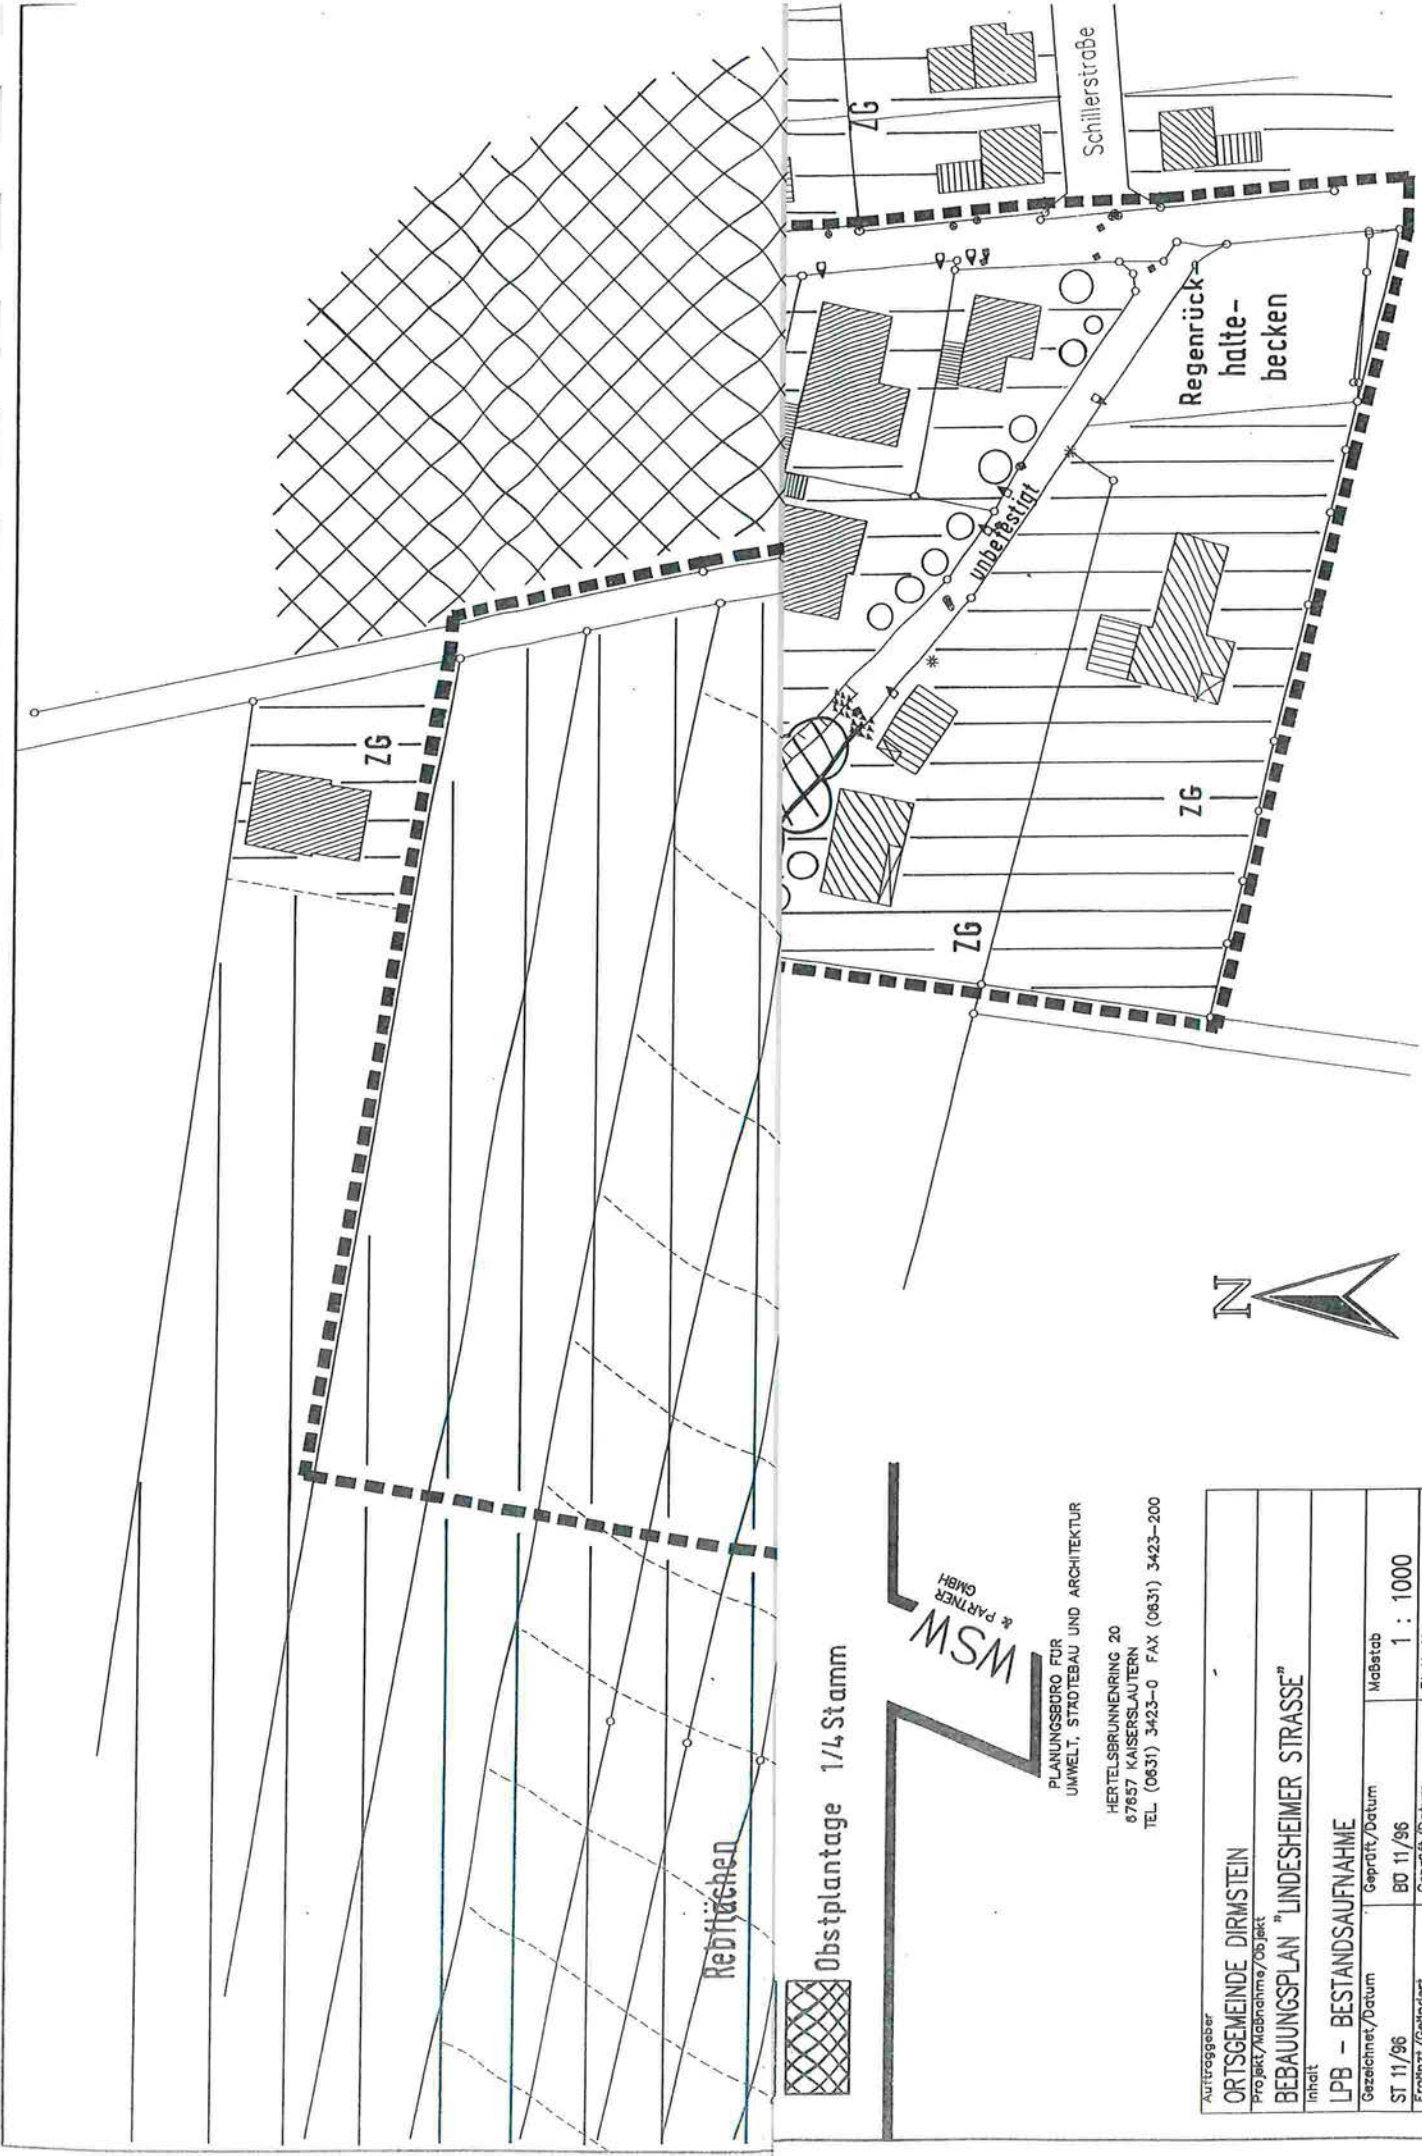 ZG
Schillerstraße
Regenrück-
halte-
becken
unbefestigt
ZG
ZG
ZG
N
Rebflächen
Obstplantage 1/4 Stamm
WSW
& PARTNER
GMBH
PLANUNGSBÜRO FÜR
UMWELT, STÄDTEBAU UND ARCHITEKTUR
HERTELSBRUNNENRING 20
67657 KAISERSLAUTERN
TEL (0631) 3423-0 FAX (0631) 3423-200
Auftraggeber
ORTSGEMEINDE DIRMSTEIN
Projekt/Maßnahme/Objekt
BEBAUUNGSPLAN "LINDESHEIMER STRASSE"
Inhalt
LPB - BESTANDSAUFNAHME
Gezeichnet/Datum Geprüft/Datum Maßstab
ST 11/96 BÜ 11/96 1 : 1000